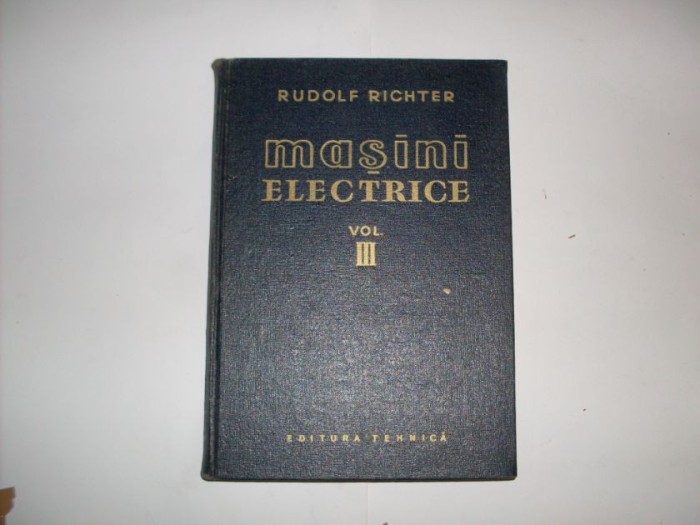 RUDOLF RICHTER
mașini
ELECTRICE
VOL.
III
EDITURA TEHNICĂ